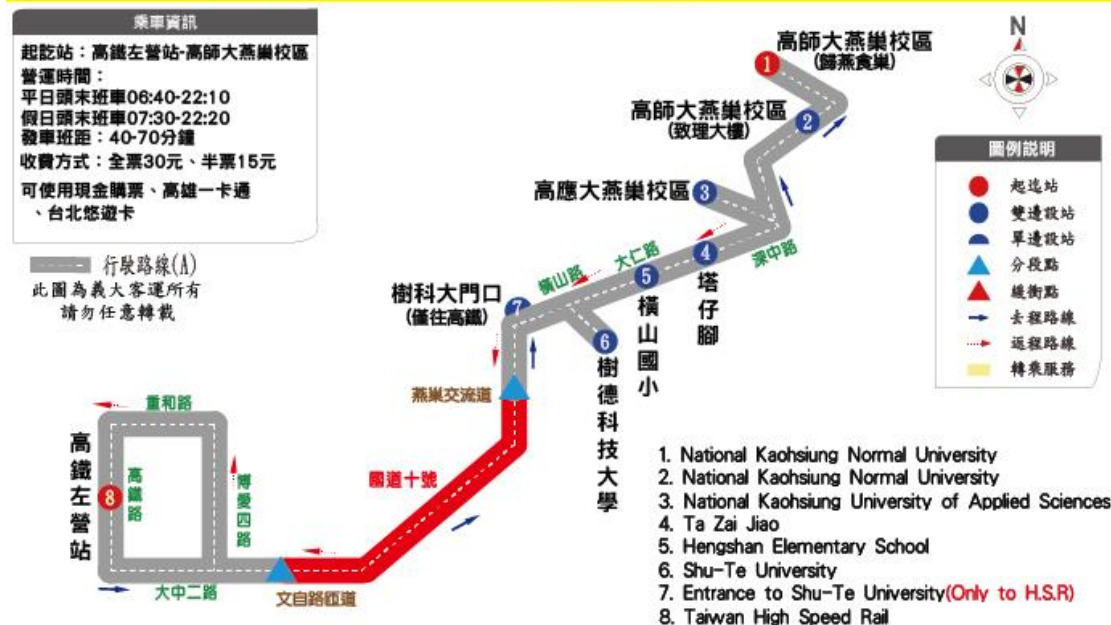 乘車資訊
起訖站：高鐵左營站-高師大燕巢校區
營運時間：
平日頭末班車06:40-22:10
假日頭末班車07:30-22:20
發車班距：40-70分鐘
收費方式：全票30元、半票15元
可使用現金購票、高雄一卡通
、台北悠遊卡
行駛路線(A)
此圖為義大客運所有
請勿任意轉載
高師大燕巢校區
(歸燕食巢)
1
高師大燕巢校區
(致理大樓)
2
高應大燕巢校區
3
N
圖例說明
起迄站
雙邊設站
單邊設站
分段點
緩衝點
去程路線
返程路線
轉乘服務
深中路
4
塔仔腳
大仁路
5
橫山國小
橫山路
6
樹德科技大學
樹科大門口
(僅往高鐵)
7
燕巢交流道
國道十號
文自路匝道
重和路
高鐵左營站
8
高鐵路
博愛四路
大中二路
1. National Kaohsiung Normal University
2. National Kaohsiung Normal University
3. National Kaohsiung University of Applied Sciences
4. Ta Zai Jiao
5. Hengshan Elementary School
6. Shu-Te University
7. Entrance to Shu-Te University(Only to H.S.R)
8. Taiwan High Speed Rail